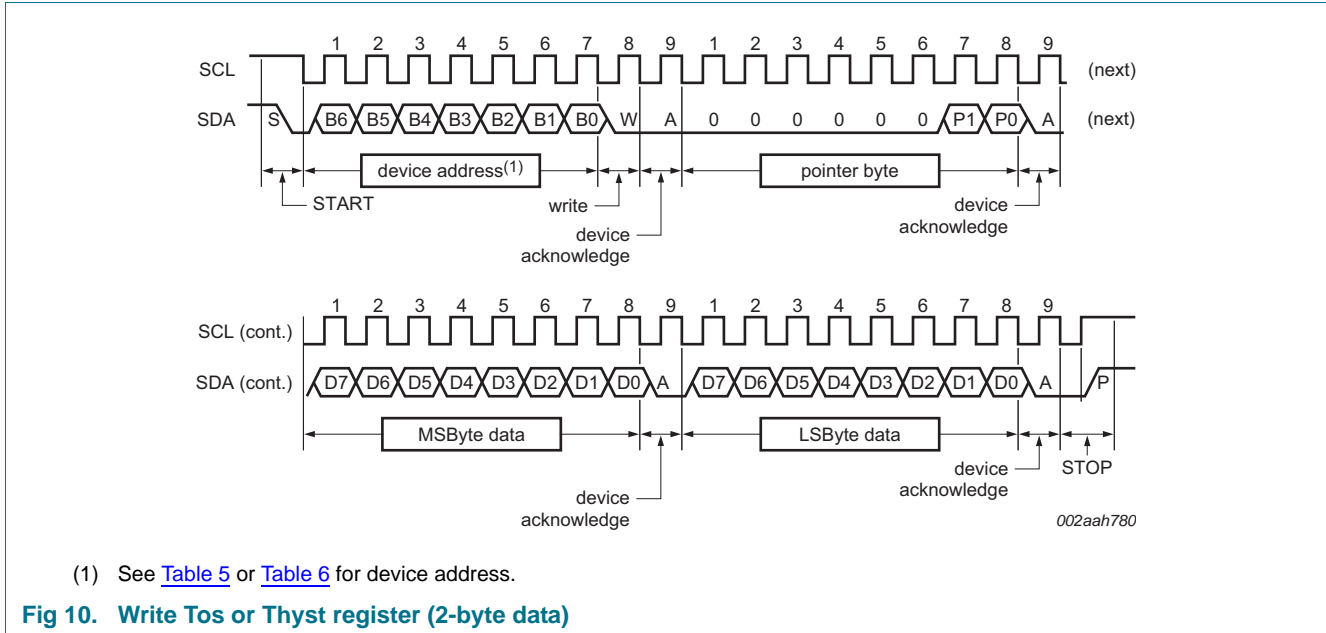 1 2 3 4 5 6 7 8 9 1 2 3 4 5 6 7 8 9
SCL (next)
SDA S B6 B5 B4 B3 B2 B1 B0 W A 0 0 0 0 0 0 P1 P0 A (next)
device address(1) pointer byte
START write device
device acknowledge
acknowledge
1 2 3 4 5 6 7 8 9 1 2 3 4 5 6 7 8 9
SCL (cont.)
SDA (cont.) D7 D6 D5 D4 D3 D2 D1 D0 A D7 D6 D5 D4 D3 D2 D1 D0 A P
MSByte data LSByte data
device STOP
acknowledge
device
acknowledge
002aah780
(1) See Table 5 or Table 6 for device address.
Fig 10. Write Tos or Thyst register (2-byte data)